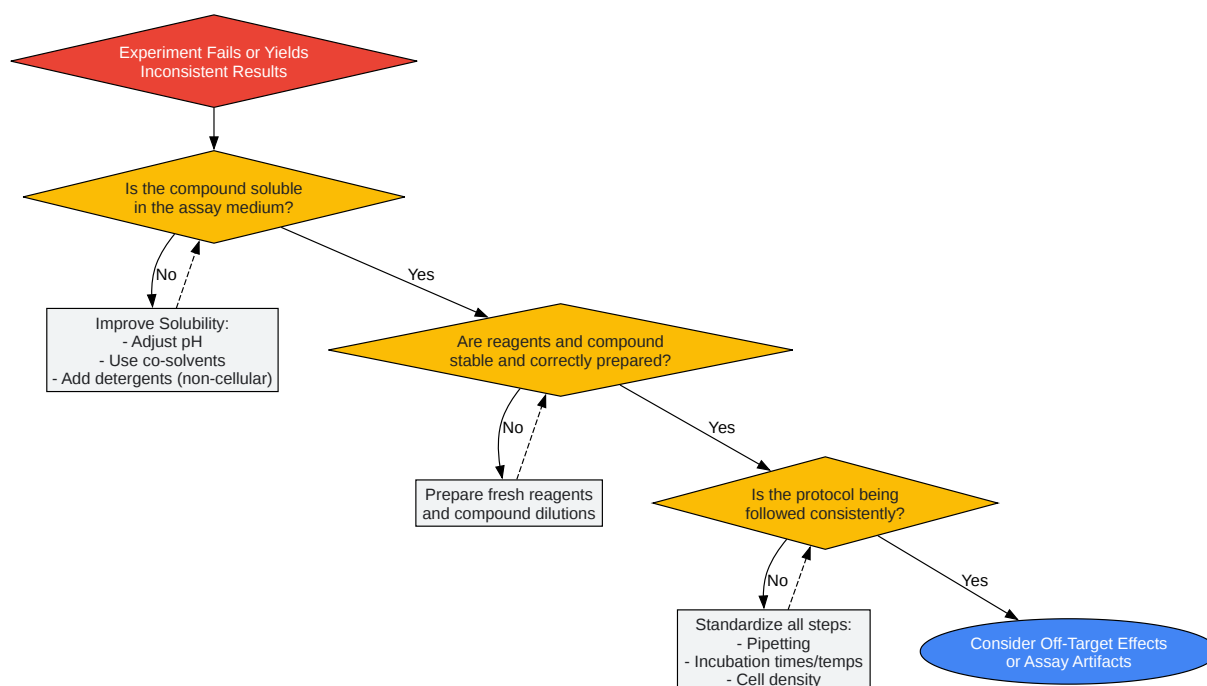 Experiment Fails or Yields
Inconsistent Results
Is the compound soluble
in the assay medium?
No
Yes
Improve Solubility:
- Adjust pH
- Use co-solvents
- Add detergents (non-cellular)
Are reagents and compound
stable and correctly prepared?
No
Yes
Prepare fresh reagents
and compound dilutions
Is the protocol being
followed consistently?
No
Yes
Standardize all steps:
- Pipetting
- Incubation times/temps
- Cell density
Consider Off-Target Effects
or Assay Artifacts